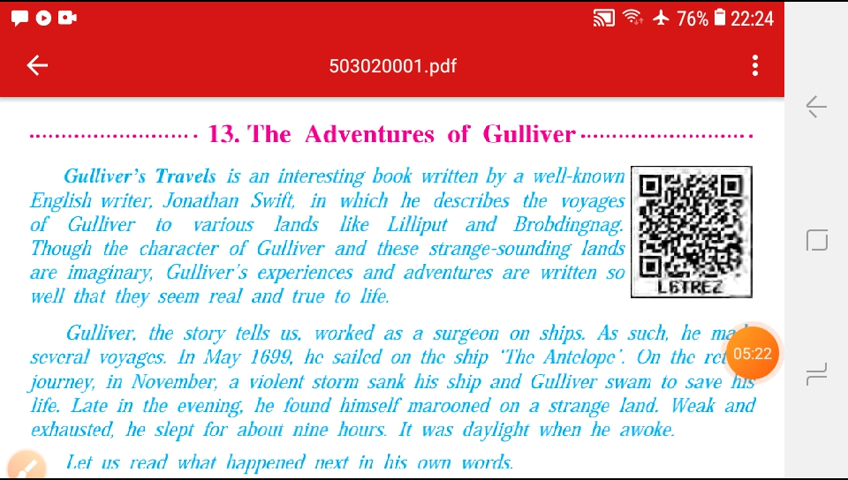 76% 22:24
503020001.pdf
13. The Adventures of Gulliver
Gulliver's Travels is an interesting book written by a well-known
English writer, Jonathan Swift, in which he describes the voyages
of Gulliver to various lands like Lilliput and Brobdingnag.
Though the character of Gulliver and these strange-sounding lands
are imaginary, Gulliver's experiences and adventures are written so
well that they seem real and true to life.
L6TREZ
Gulliver, the story tells us, worked as a surgeon on ships. As such, he
several voyages. In May 1699, he sailed on the ship 'The Antelope'. On the
05:22
journey, in November, a violent storm sank his ship and Gulliver swam to save his
life. Late in the evening, he found himself marooned on a strange land. Weak and
exhausted, he slept for about nine hours. It was daylight when he awoke.
Let us read what happened next in his own words.